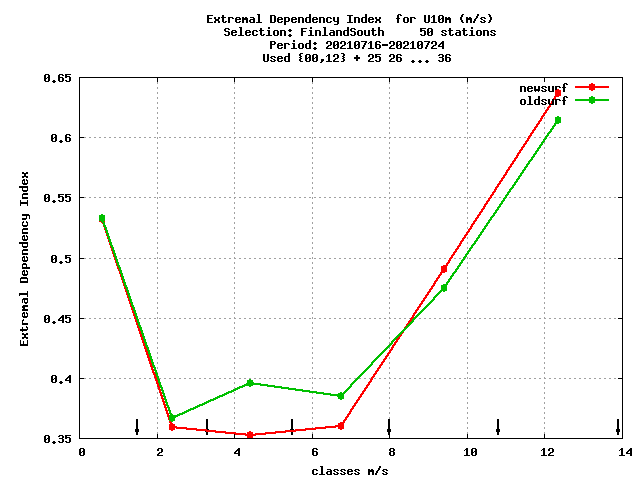 Extremal Dependency Index  for U10m (m/s)
Selection: FinlandSouth     50 stations
Period: 20210716-20210724
Used {00,12} + 25 26 ... 36
newsurf
oldsurf
0.65
0.6
0.55
0.5
0.45
0.4
0.35
Extremal Dependency Index
0 2 4 6 8 10 12 14
classes m/s